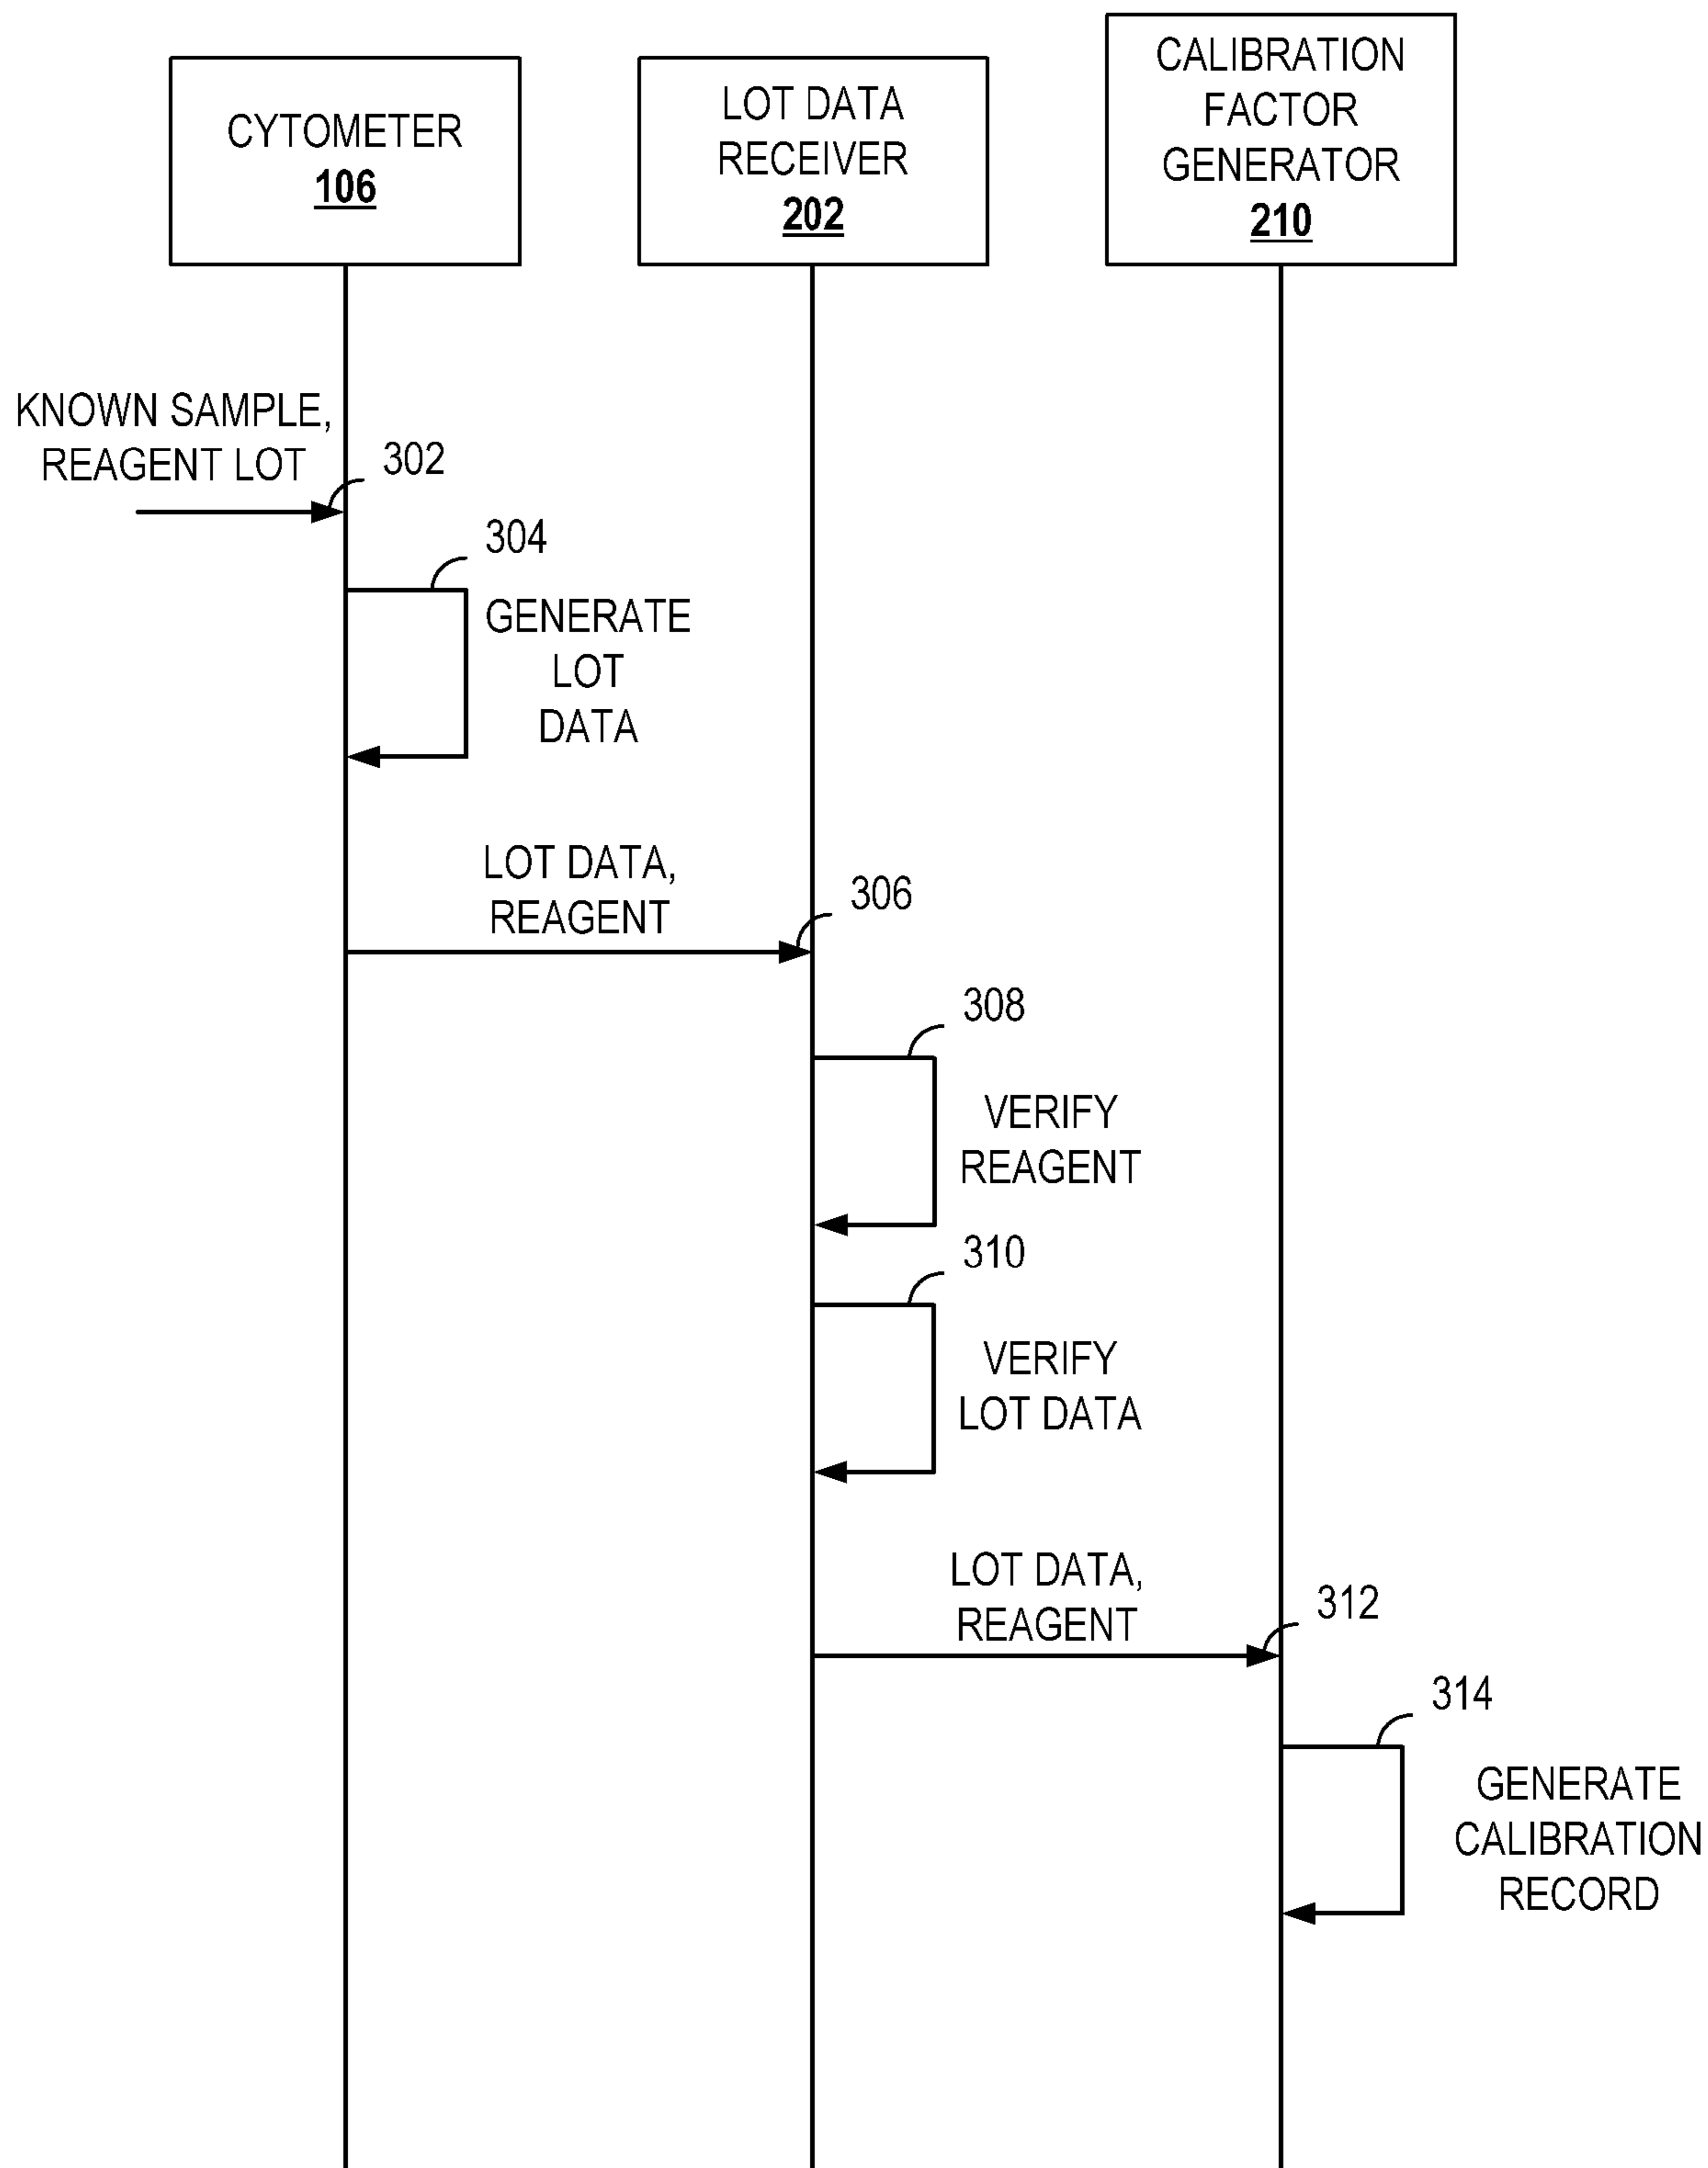 CYTOMETER
106
LOT DATA
RECEIVER
202
CALIBRATION
FACTOR
GENERATOR
210
KNOWN SAMPLE,
REAGENT LOT
302
304
GENERATE
LOT
DATA
LOT DATA,
REAGENT
306
308
VERIFY
REAGENT
310
VERIFY
LOT DATA
LOT DATA,
REAGENT
312
314
GENERATE
CALIBRATION
RECORD